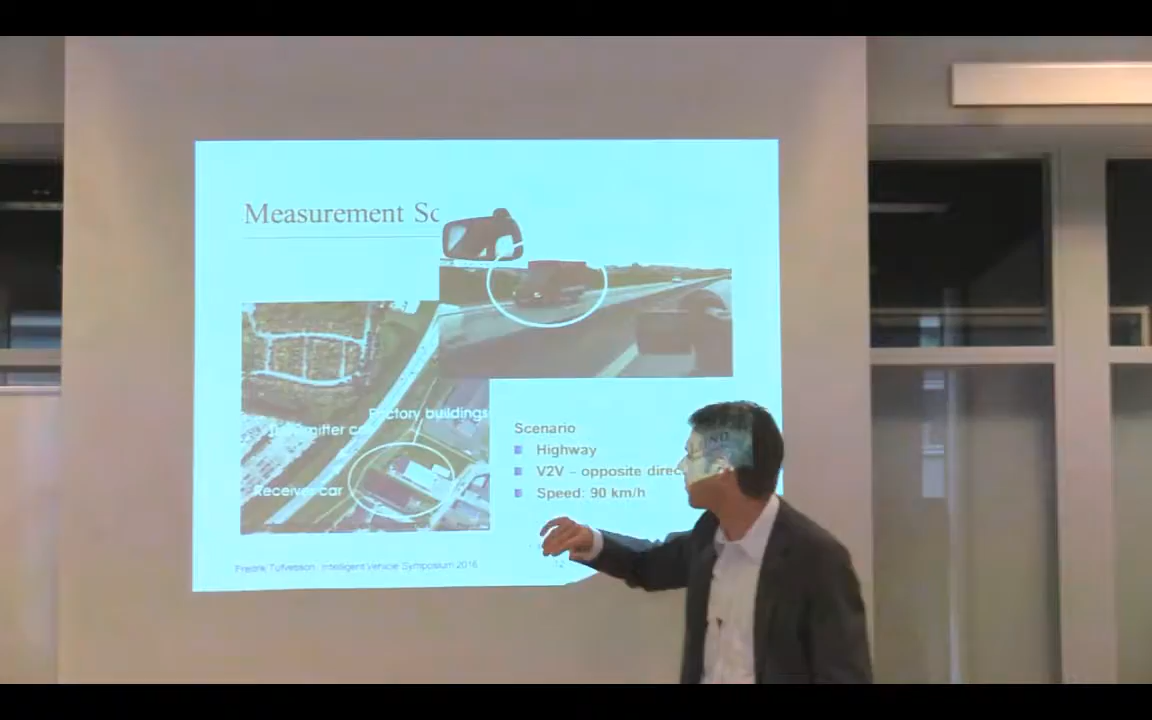 Measurement Sc
Factory buildings
Receiver car
Scenario
Highway
V2V – opposite direc
Speed: 90 km/h
Fredrik Tufvesson: Intelligent Vehicle Symposium 2016
12